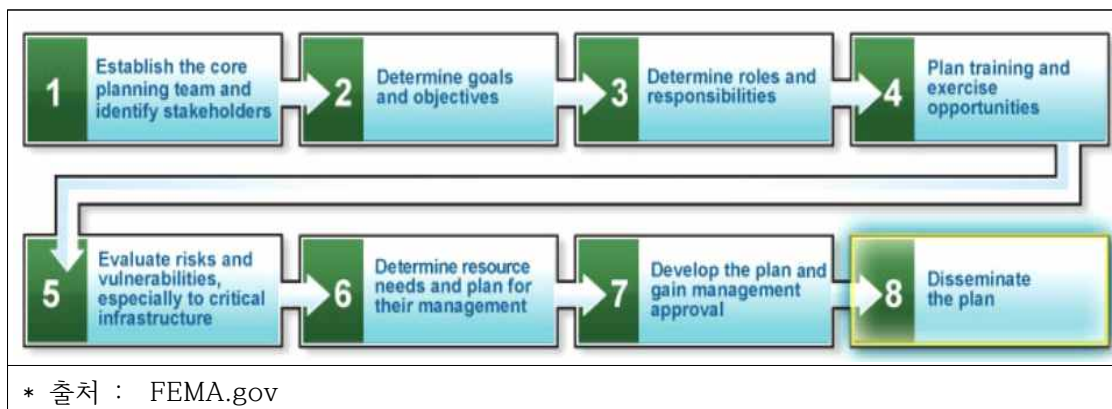 1
Establish the core
planning team and
identify stakeholders
2
Determine goals
and objectives
3
Determine roles and
responsibilities
4
Plan training and
exercise
opportunities
5
Evaluate risks and
vulnerabilities,
especially to critical
infrastructure
6
Determine resource
needs and plan for
their management
7
Develop the plan and
gain management
approval
8
Disseminate
the plan
* 출처 : FEMA.gov